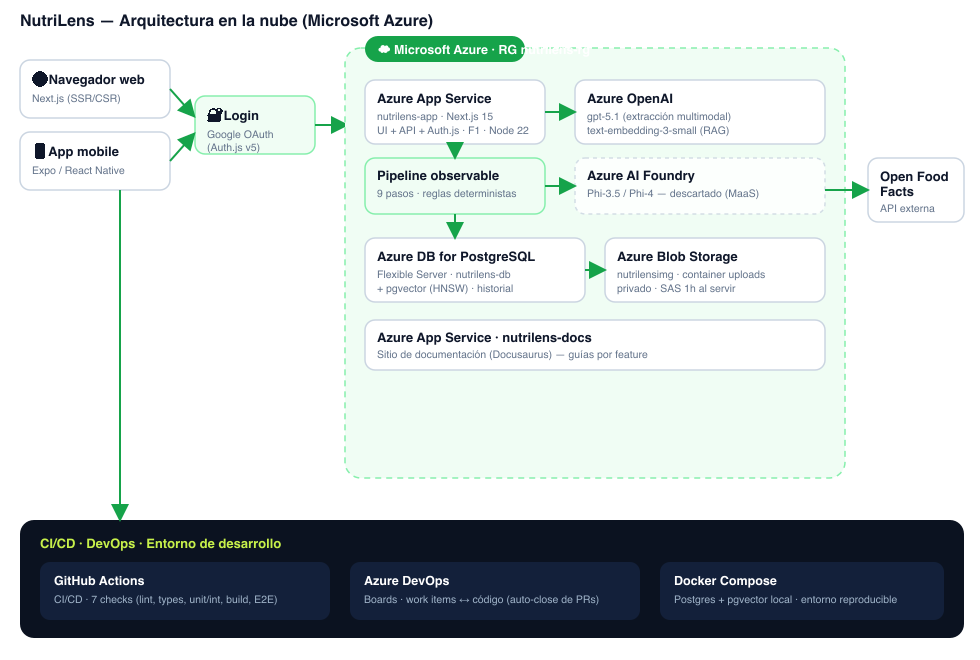 NutriLens — Arquitectura en la nube (Microsoft Azure)
Microsoft Azure · RG
Navegador web
Next.js (SSR/CSR)
App mobile
Expo / React Native
Login
Google OAuth
(Auth.js v5)
Azure App Service
nutrilens-app · Next.js 15
UI + API + Auth.js · F1 · Node 22
Azure OpenAI
gpt-5.1 (extracción multimodal)
text-embedding-3-small (RAG)
Pipeline observable
9 pasos · reglas deterministas
Azure AI Foundry
Phi-3.5 / Phi-4 — descartado (MaaS)
Open Food
Facts
API externa
Azure DB for PostgreSQL
Flexible Server · nutrilens-db
+ pgvector (HNSW) · historial
Azure Blob Storage
nutrilensimg · container uploads
privado · SAS 1h al servir
Azure App Service · nutrilens-docs
Sitio de documentación (Docusaurus) — guías por feature
CI/CD · DevOps · Entorno de desarrollo
GitHub Actions
CI/CD · 7 checks (lint, types, unit/int, build, E2E)
Azure DevOps
Boards · work items ↔ código (auto-close de PRs)
Docker Compose
Postgres + pgvector local · entorno reproducible